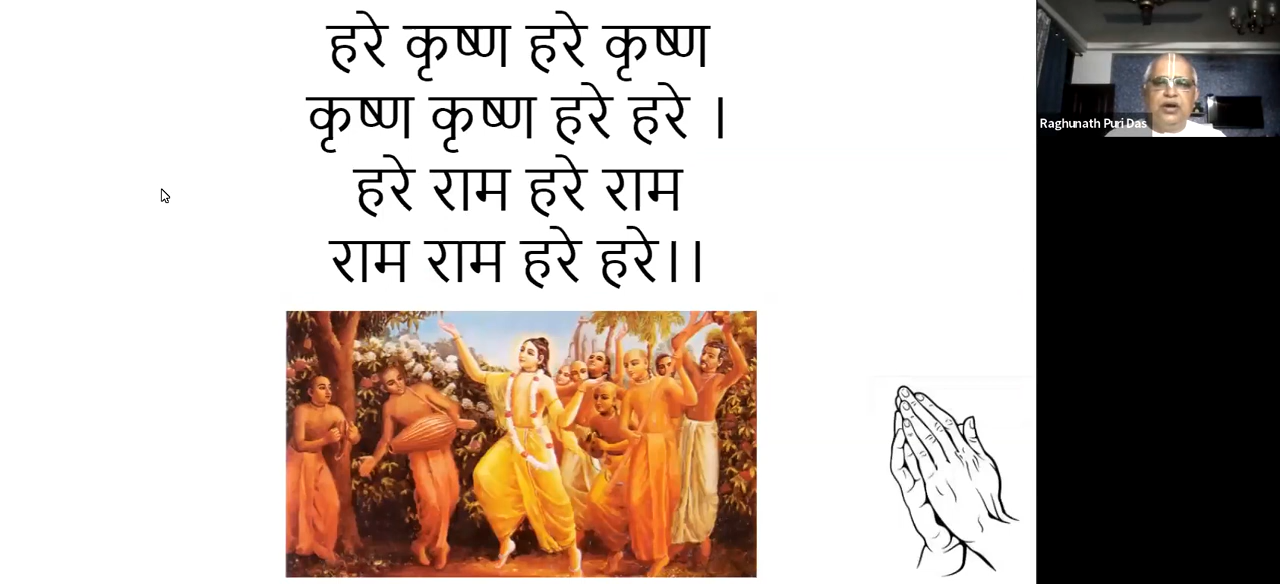 हरे कृष्ण हरे कृष्ण
कृष्ण कृष्ण हरे हरे ।
हरे राम हरे राम
राम राम हरे हरे।।
Raghunath Puri Das